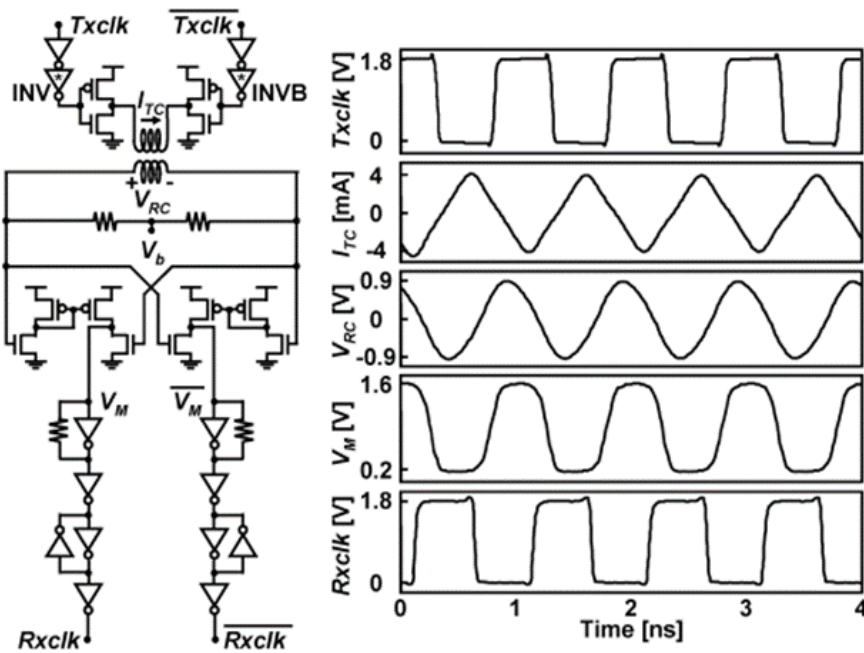 Txclk Txclk
INV INVB
* *
I_TC
+ -
V_RC
V_b
V_M V_M
Rxclk Rxclk
Txclk [V]
1.8
0
I_TC [mA]
4
0
-4
V_RC [V]
0.9
0
-0.9
V_M [V]
1.6
0.2
Rxclk [V]
1.8
0
0 1 2 3 4
Time [ns]